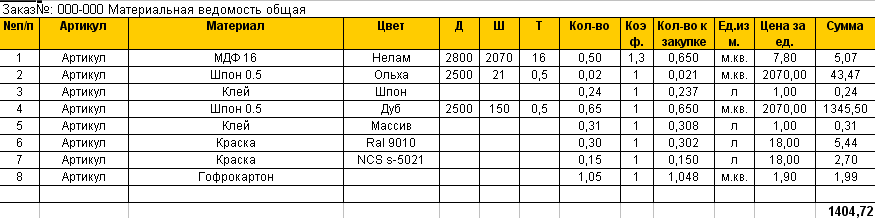 Заказ№: 000-000 Материальная ведомость общая
№п/п Артикул Материал Цвет Д Ш Т Кол-во Коэф. Кол-во к закупке Ед.изм. Цена за ед. Сумма
1 Артикул МДФ 16 Нелам 2800 2070 16 0,50 1,3 0,650 м.кв. 7,80 5,07
2 Артикул Шпон 0.5 Ольха 2500 21 0,5 0,02 1 0,021 м.кв. 2070,00 43,47
3 Артикул Клей Шпон 0,24 1 0,237 л 1,00 0,24
4 Артикул Шпон 0.5 Дуб 2500 150 0,5 0,65 1 0,650 м.кв. 2070,00 1345,50
5 Артикул Клей Массив 0,31 1 0,308 л 1,00 0,31
6 Артикул Краска Ral 9010 0,30 1 0,302 л 18,00 5,44
7 Артикул Краска NCS s-5021 0,15 1 0,150 л 18,00 2,70
8 Артикул Гофрокартон 1,05 1 1,048 м.кв. 1,90 1,99
1404,72